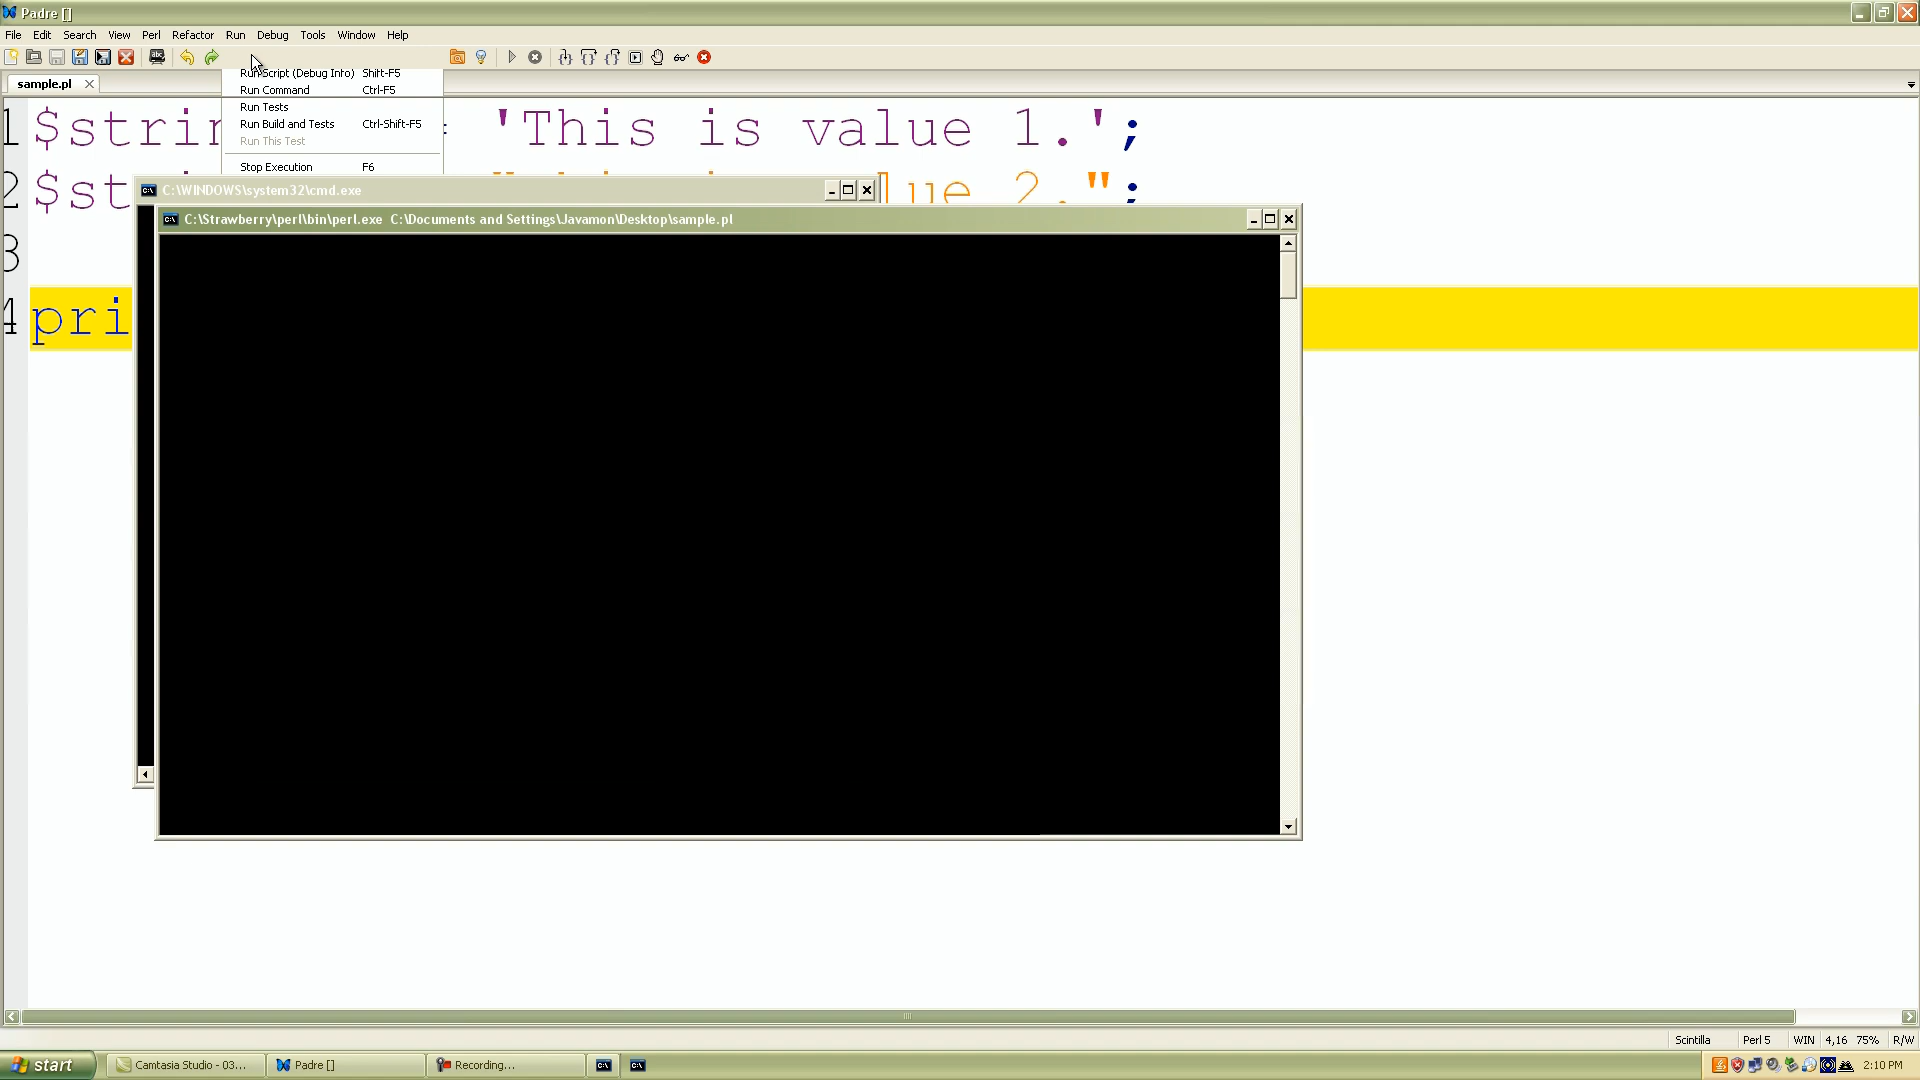 Padre []
File Edit Search View Perl Refactor Run Debug Tools Window Help
Run Script (Debug Info) Shift-F5
sample.pl
Run Command Ctrl-F5
Run Tests
Run Build and Tests Ctrl-Shift-F5
Run This Test
Stop Execution F6
1 $strin 'This is value 1.';
2 $st lue 2.";
3
4 pri
C:\WINDOWS\system32\cmd.exe
C:\Strawberry\perl\bin\perl.exe C:\Documents and Settings\Javamon\Desktop\sample.pl
Scintilla Perl 5 WIN 4,16 75% R/W
start Camtasia Studio - 03... Padre [] Recording... 2:10 PM